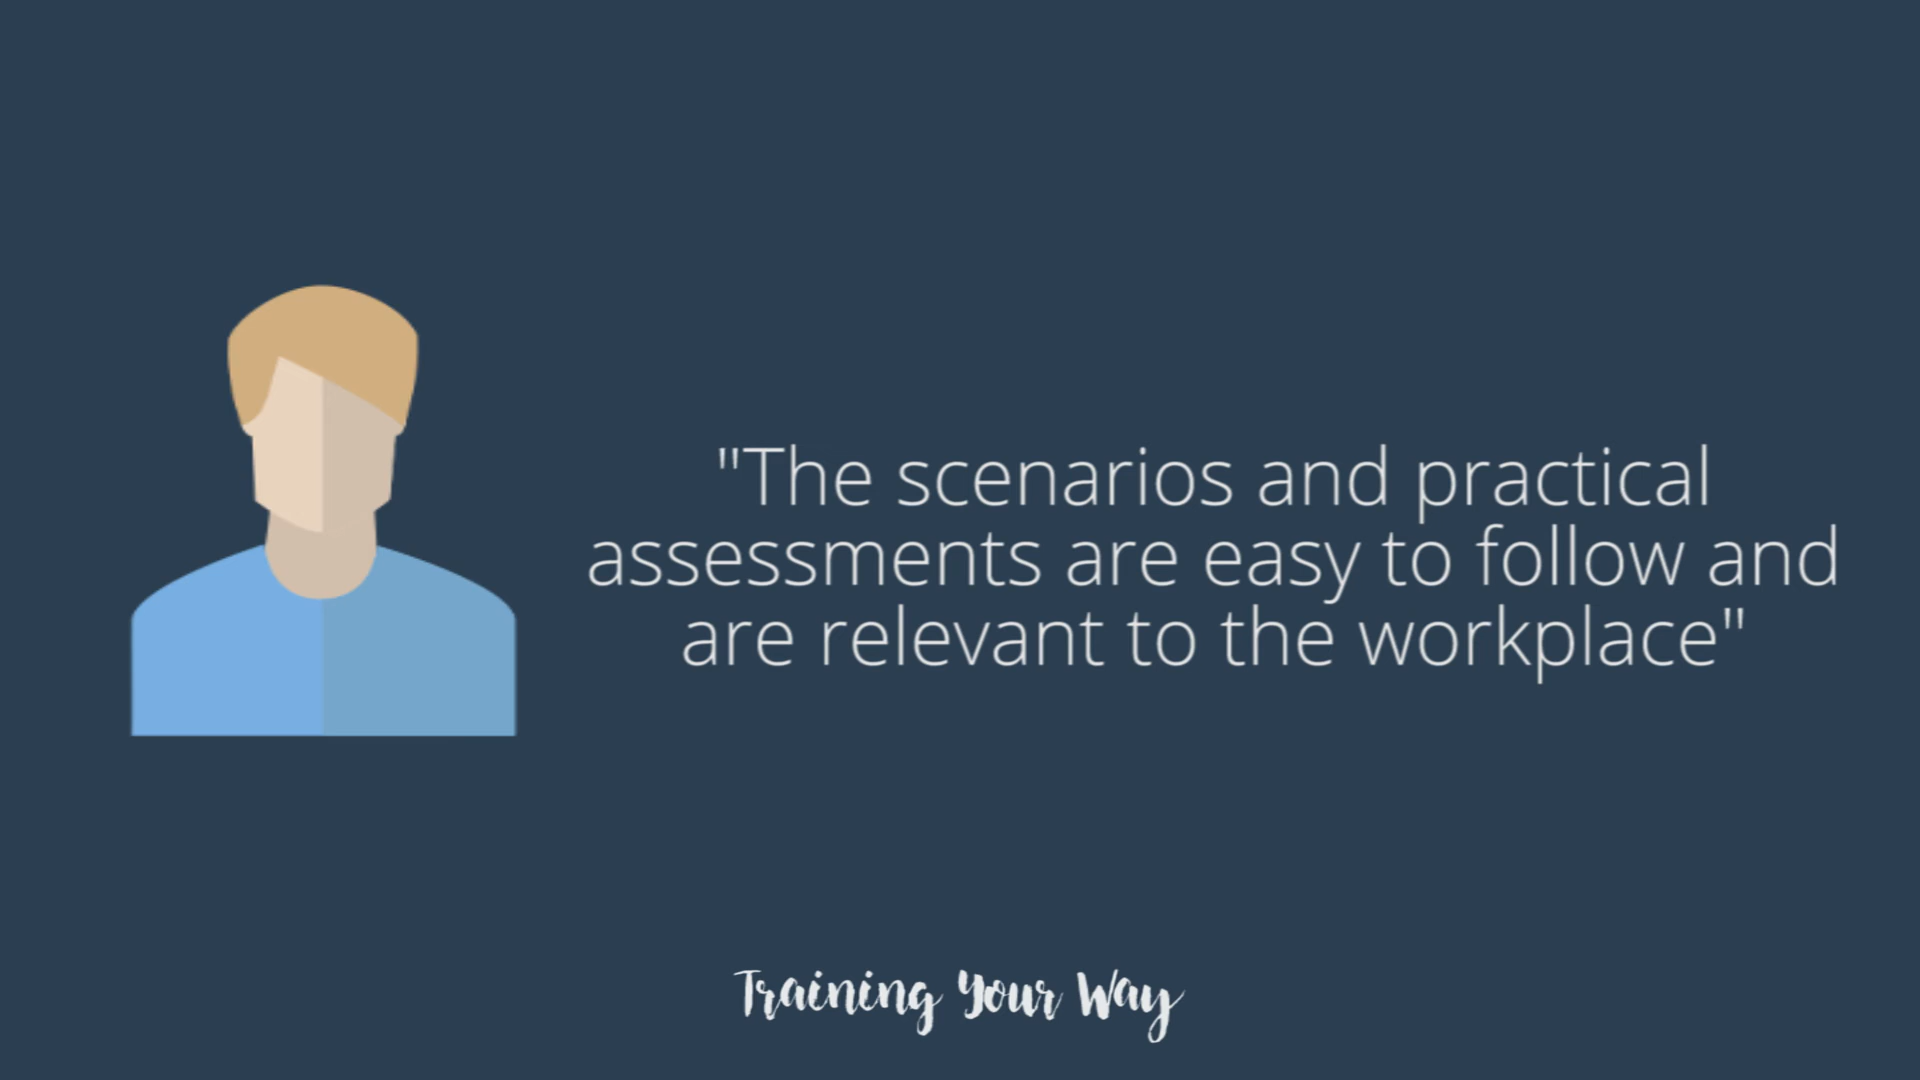 "The scenarios and practical
assessments are easy to follow and
are relevant to the workplace"
Training Your Way